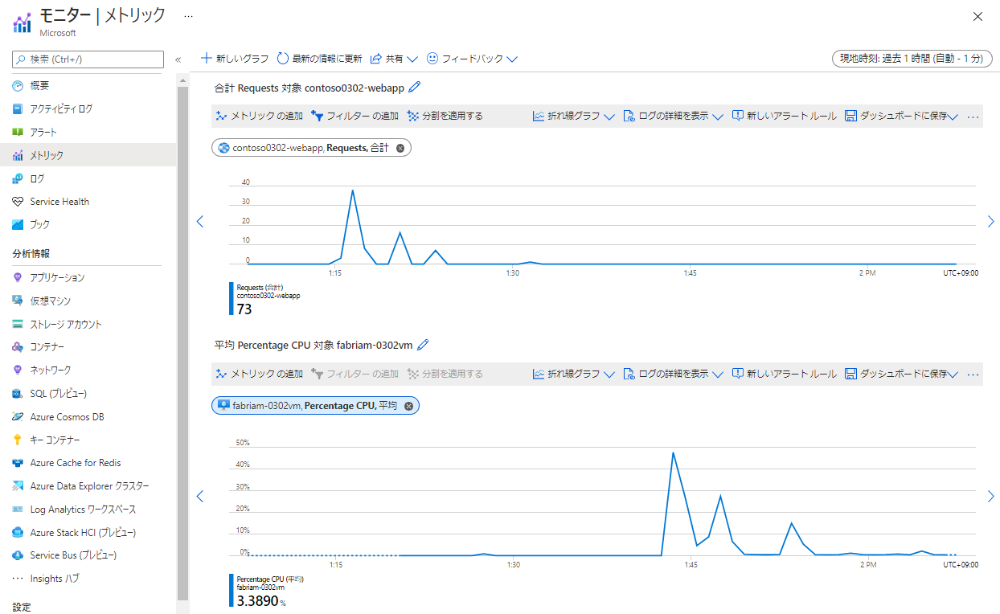 モニター | メトリック ...
Microsoft
検索 (Ctrl+/)
«
概要
アクティビティ ログ
アラート
メトリック
ログ
Service Health
ブック
分析情報
アプリケーション
仮想マシン
ストレージ アカウント
コンテナー
ネットワーク
SQL (プレビュー)
Azure Cosmos DB
キー コンテナー
Azure Cache for Redis
Azure Data Explorer クラスター
Log Analytics ワークスペース
Azure Stack HCI (プレビュー)
Service Bus (プレビュー)
Insights ハブ
設定
新しいグラフ 最新の情報に更新 共有 フィードバック
現地時刻: 過去 1 時間 (自動 - 1 分)
合計 Requests 対象 contoso0302-webapp
メトリック の追加 フィルター の追加 分割を適用する 折れ線グラフ ログの詳細を表示 新しいアラート ルール ダッシュボードに保存 ...
contoso0302-webapp, Requests, 合計
40
30
20
10
0
1:15 1:30 1:45 2 PM UTC+09:00
Requests (合計)
contoso0302-webapp
73
平均 Percentage CPU 対象 fabriam-0302vm
メトリック の追加 フィルター の追加 分割を適用する 折れ線グラフ ログの詳細を表示 新しいアラート ルール ダッシュボードに保存 ...
fabriam-0302vm, Percentage CPU, 平均
50%
40%
30%
20%
10%
0%
1:15 1:30 1:45 2 PM UTC+09:00
Percentage CPU (平均)
fabriam-0302vm
3.3890 %